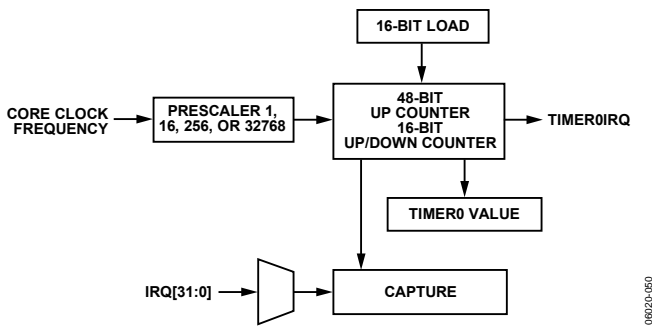 16-BIT LOAD
CORE CLOCK
FREQUENCY
PRESCALER 1,
16, 256, OR 32768
48-BIT
UP COUNTER
16-BIT
UP/DOWN COUNTER
TIMER0IRQ
TIMER0 VALUE
IRQ[31:0]
CAPTURE
06020-050